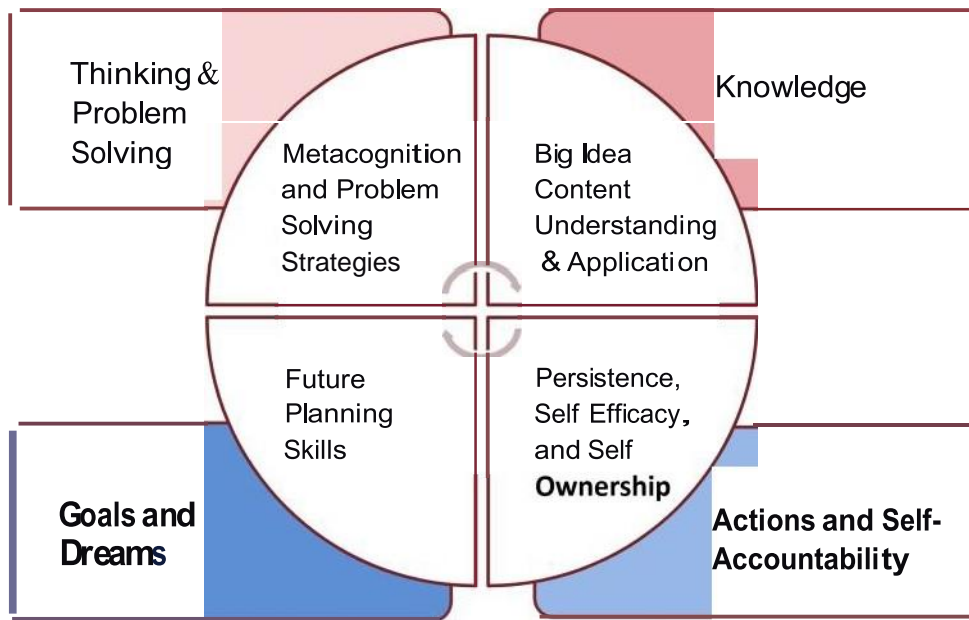 Thinking &
Problem
Solving
Knowledge
Metacognition
and Problem
Solving
Strategies
Big Idea
Content
Understanding
& Application
Future
Planning
Skills
Persistence,
Self Efficacy,
and Self
Ownership
Goals and
Dreams
Actions and Self-
Accountability